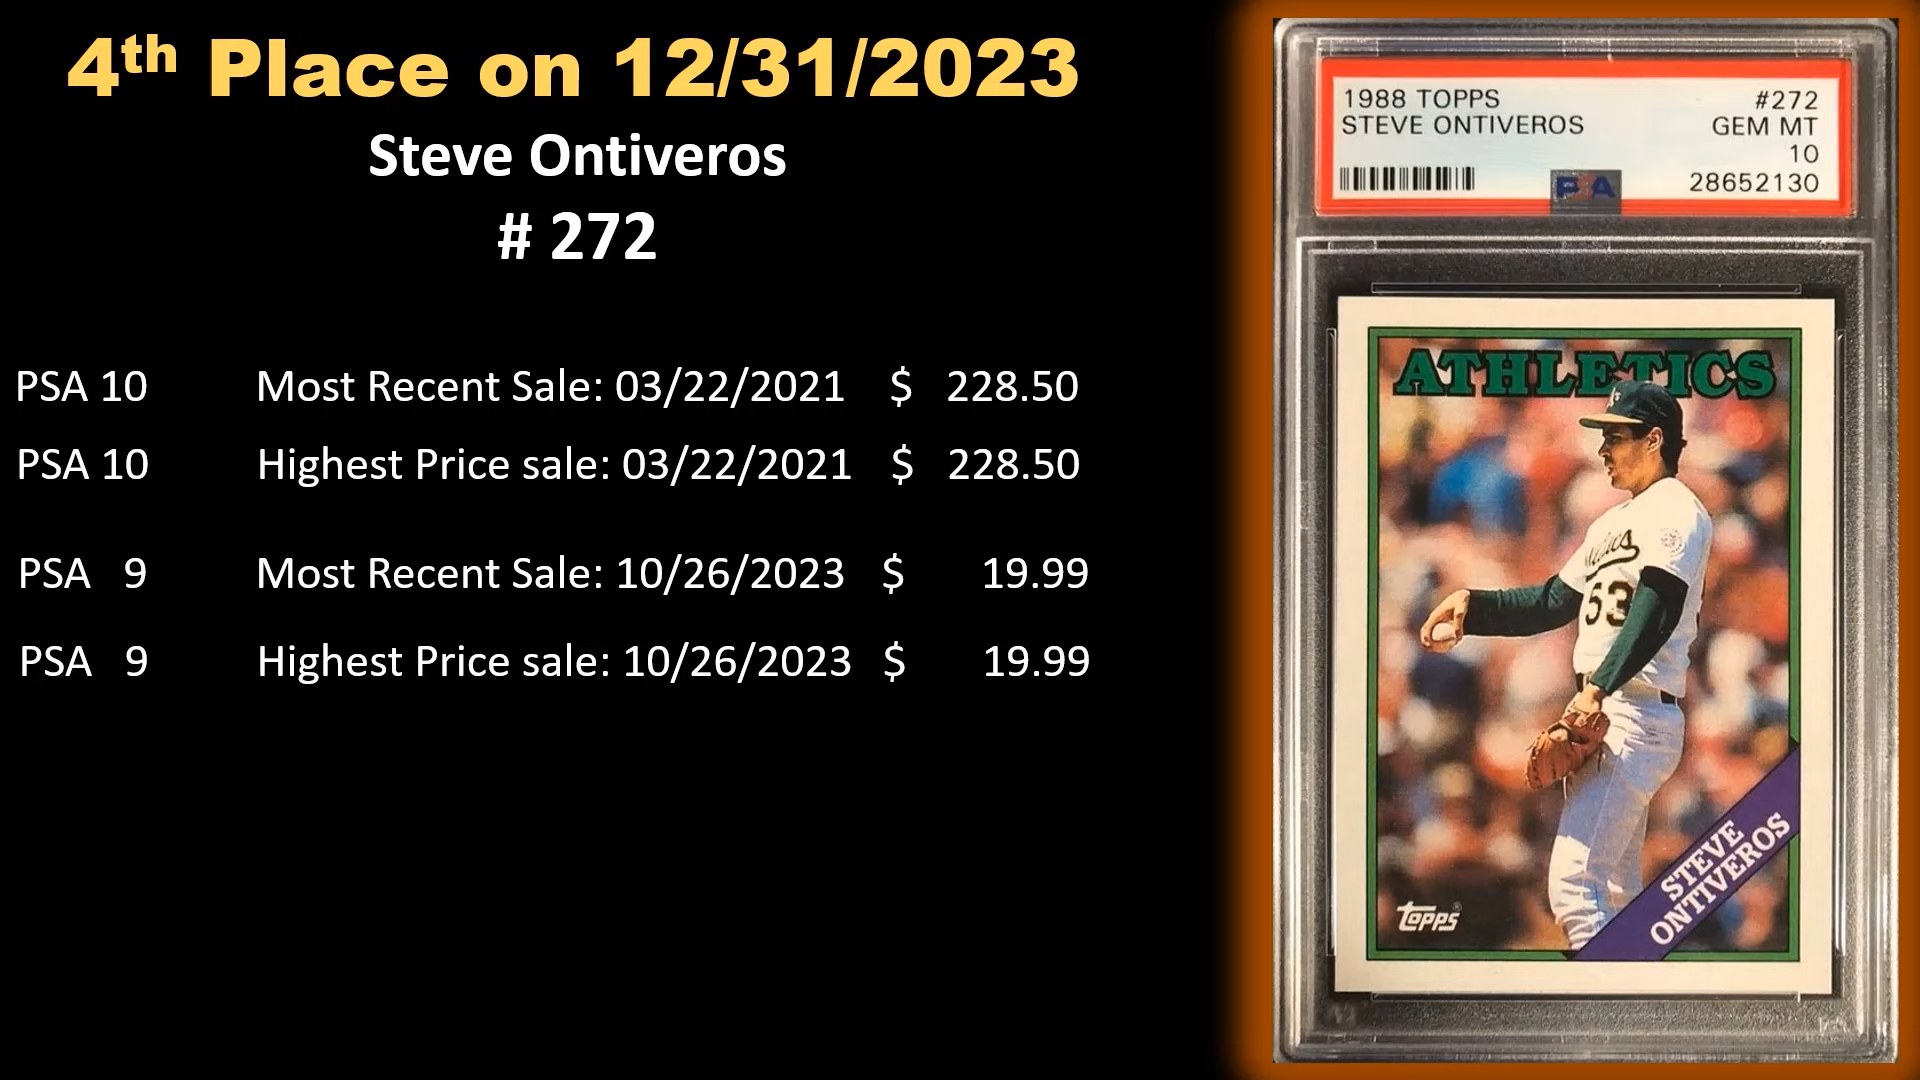 4th Place on 12/31/2023
Steve Ontiveros
# 272
PSA 10 Most Recent Sale: 03/22/2021 $ 228.50
PSA 10 Highest Price sale: 03/22/2021 $ 228.50
PSA 9 Most Recent Sale: 10/26/2023 $ 19.99
PSA 9 Highest Price sale: 10/26/2023 $ 19.99
1988 TOPPS #272
STEVE ONTIVEROS GEM MT
10
PSA 28652130
ATHLETICS
53
STEVE
ONTIVEROS
Topps